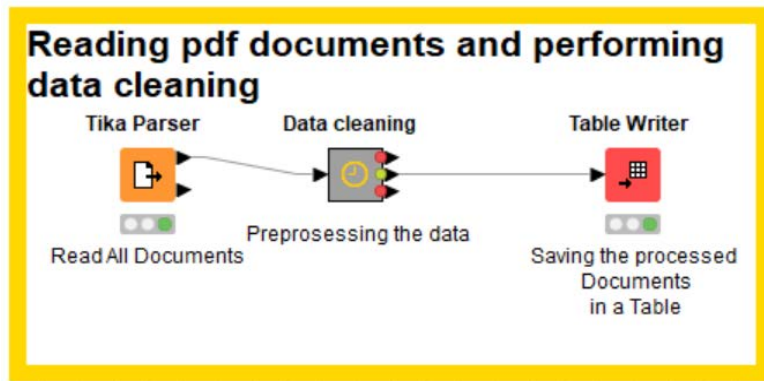 Reading pdf documents and performing
data cleaning
Tika Parser
Data cleaning
Table Writer
Read All Documents
Preprosessing the data
Saving the processed
Documents
in a Table